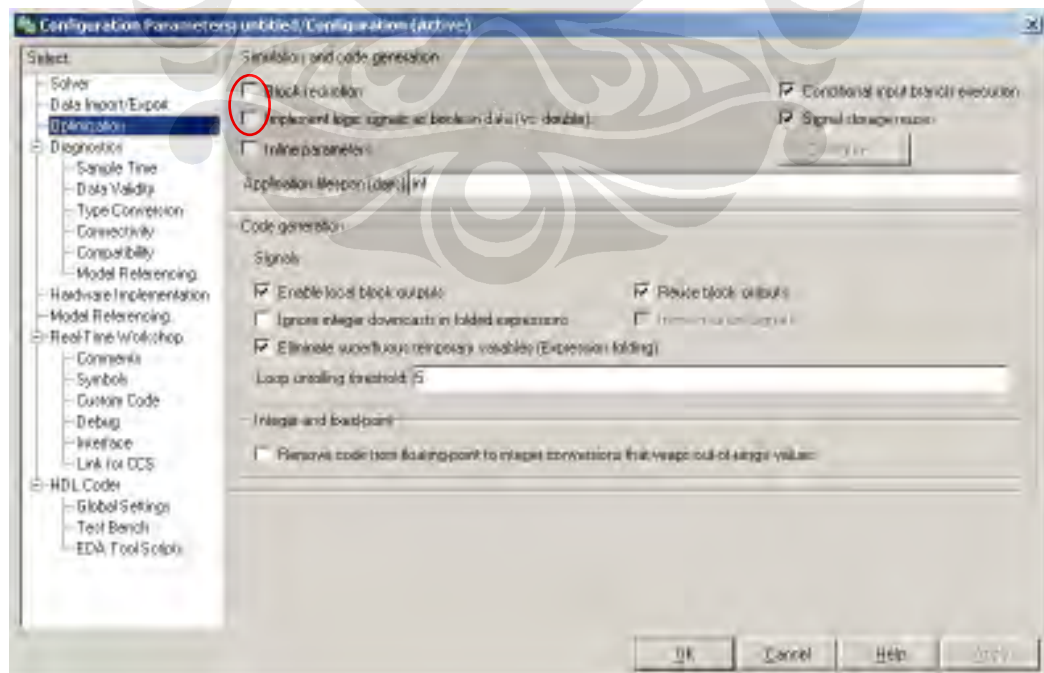 Configuration Parameters: untitled/Configuration (Active)
Select:
Solver
Data Import/Export
Optimization
Diagnostics
Sample Time
Data Validity
Type Conversion
Connectivity
Compatibility
Model Referencing
Hardware Implementation
Model Referencing
Real-Time Workshop
Comments
Symbols
Custom Code
Debug
Interface
Link for CCS
HDL Coder
Global Settings
Test Bench
EDA Tool Scripts
Simulation and code generation
Block reduction
Conditional input branch execution
Implement logic signals as boolean data (vs. double)
Signal storage reuse
Inline parameters
Application lifespan (days) inf
Code generation
Signals
Enable local block outputs
Reuse block outputs
Ignore integer downcasts in folded expressions
Eliminate superfluous temporary variables (Expression folding)
Loop unrolling threshold: 5
Integer and fixed-point
Remove code from floating-point to integer conversions that wraps out-of-range values
OK
Cancel
Help
Apply